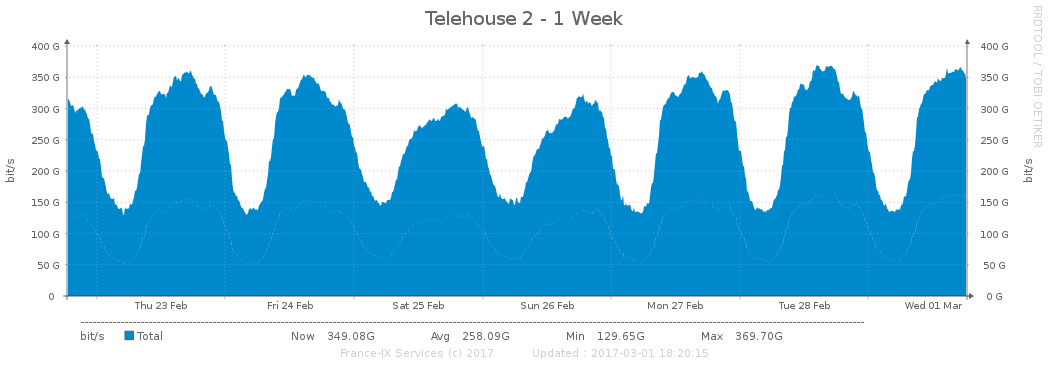 Telehouse 2 - 1 Week
RRDTOOL / TOBI OETIKER
400 G 400 G
350 G 350 G
300 G 300 G
250 G 250 G
200 G 200 G
150 G 150 G
100 G 100 G
50 G 50 G
0 0 G
bit/s
bit/s
Thu 23 Feb Fri 24 Feb Sat 25 Feb Sun 26 Feb Mon 27 Feb Tue 28 Feb Wed 01 Mar
bit/s Total Now 349.08G Avg 258.09G Min 129.65G Max 369.70G
France-IX Services (c) 2017 Updated : 2017-03-01 18:20:15